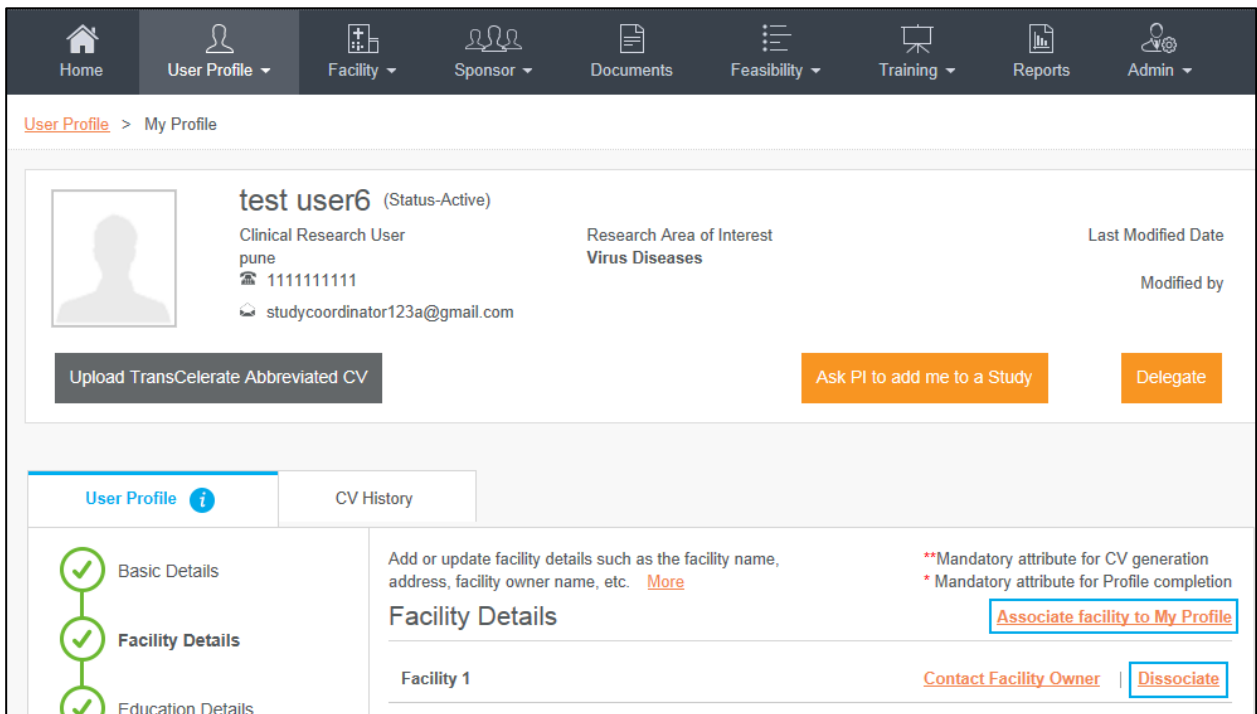 Home User Profile Facility Sponsor Documents Feasibility Training Reports Admin
User Profile > My Profile
test user6 (Status-Active)
Clinical Research User Research Area of Interest Last Modified Date
pune Virus Diseases
1111111111 Modified by
studycoordinator123a@gmail.com
Upload TransCelerate Abbreviated CV Ask PI to add me to a Study Delegate
User Profile i CV History
Basic Details
Facility Details
Education Details
Add or update facility details such as the facility name,
address, facility owner name, etc. More
**Mandatory attribute for CV generation
* Mandatory attribute for Profile completion
Facility Details Associate facility to My Profile
Facility 1 Contact Facility Owner | Dissociate